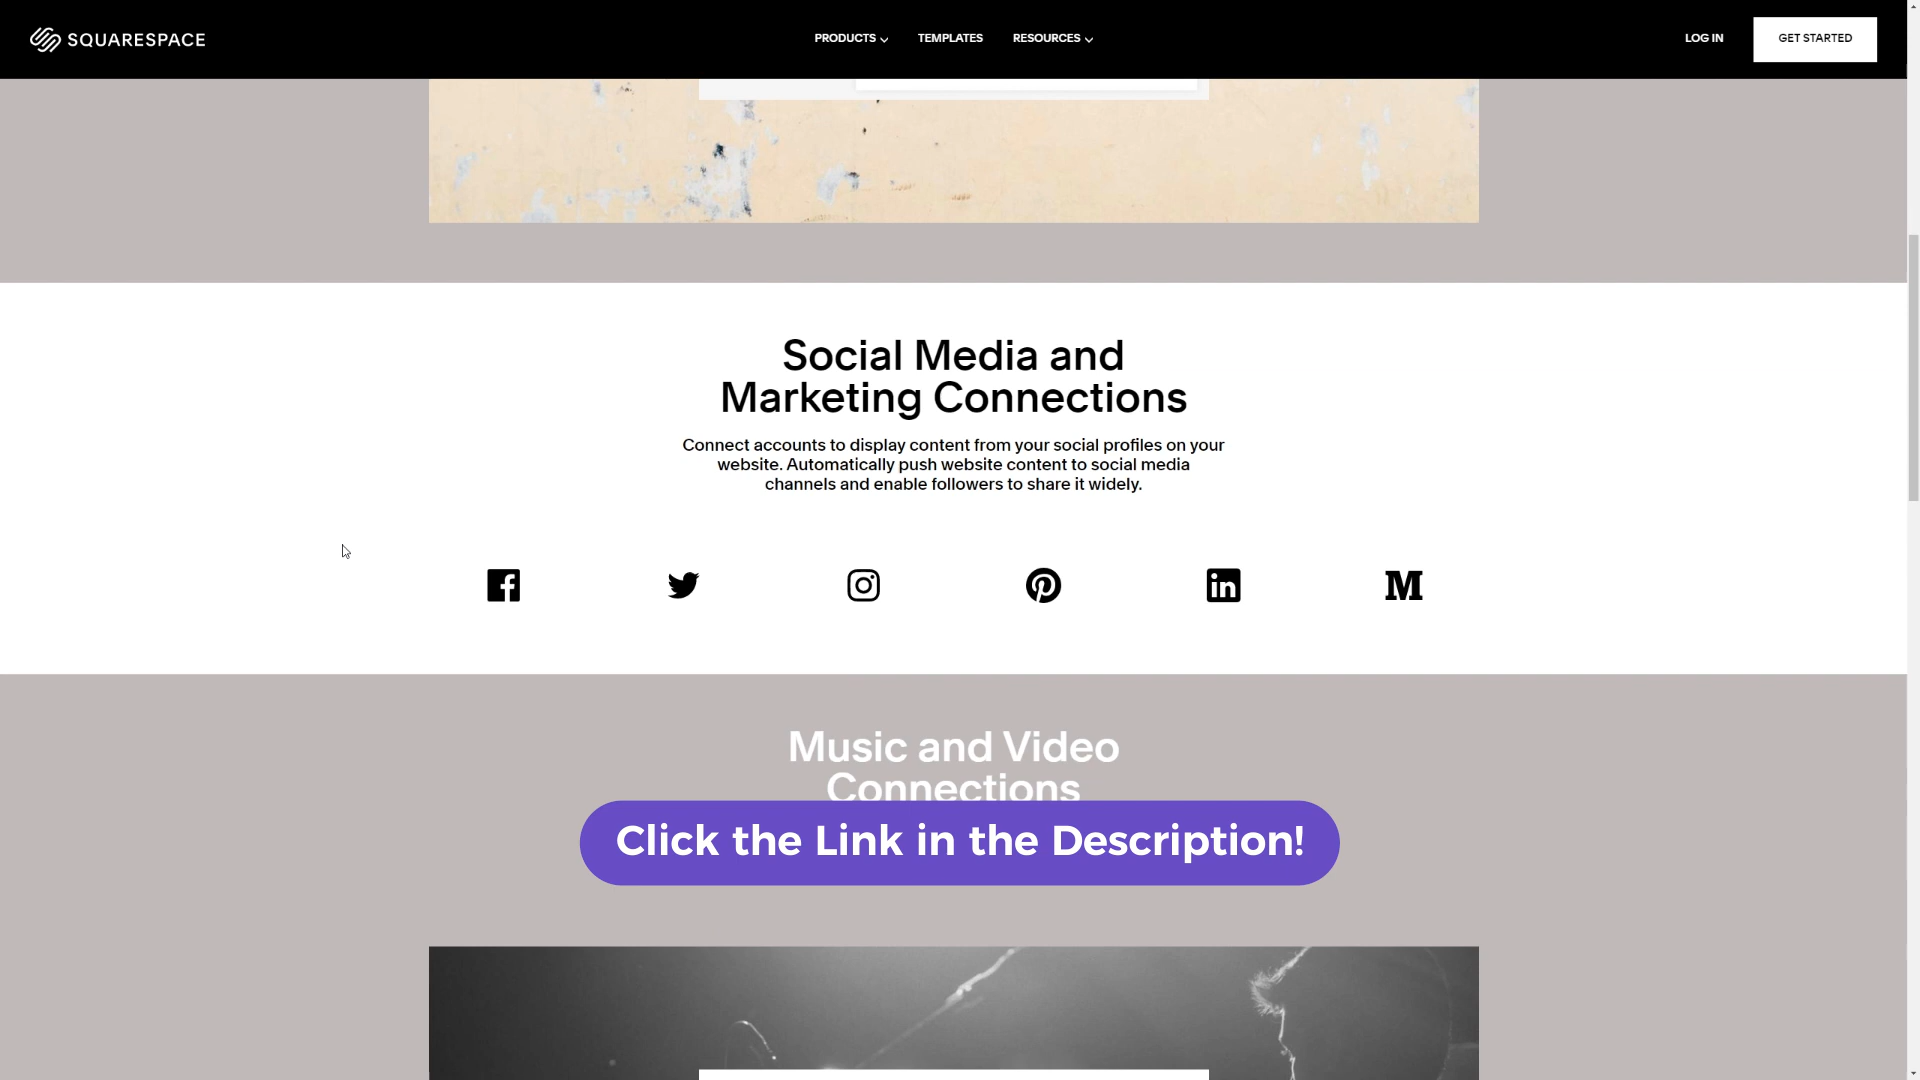 SQUARESPACE
PRODUCTS
TEMPLATES
RESOURCES
LOG IN
GET STARTED
Social Media and
Marketing Connections
Connect accounts to display content from your social profiles on your
website. Automatically push website content to social media
channels and enable followers to share it widely.
M
Music and Video
Connections
Click the Link in the Description!